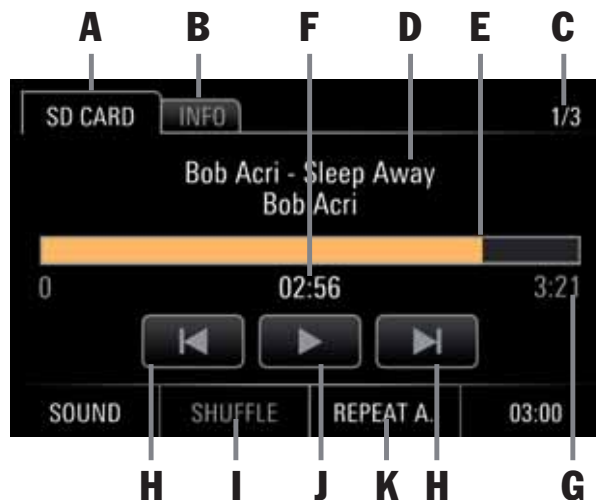 A B F D E C
SD CARD INFO 1/3
Bob Acri - Sleep Away
Bob Acri
0 02:56 3:21
SOUND SHUFFLE REPEAT A. 03:00
H I J K H G